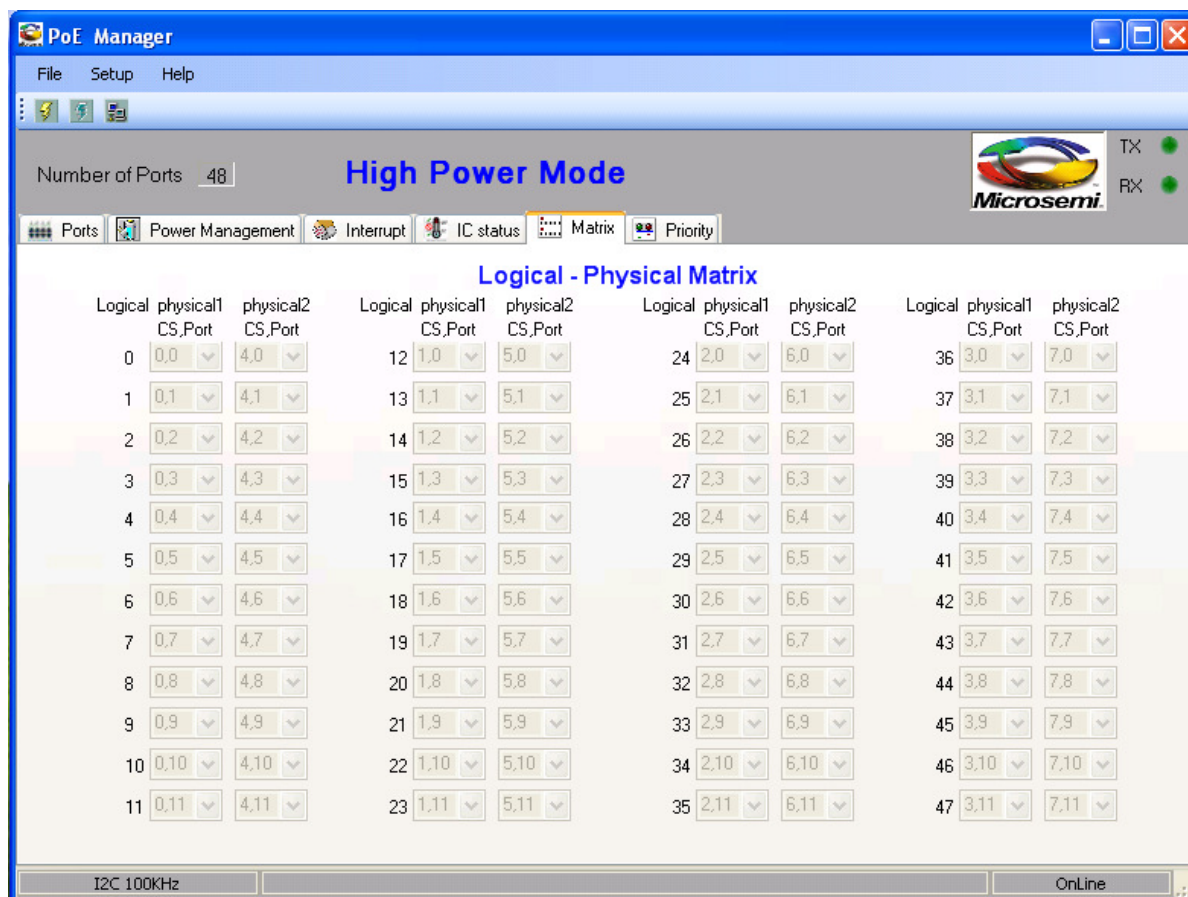 PoE Manager
File Setup Help
Number of Ports 48
High Power Mode
Microsemi.
TX
RX
Ports Power Management Interrupt IC status Matrix Priority
Logical - Physical Matrix
Logical physical1 physical2 Logical physical1 physical2 Logical physical1 physical2 Logical physical1 physical2
CS,Port CS,Port CS,Port CS,Port CS,Port CS,Port CS,Port CS,Port
0 0,0 4,0 12 1,0 5,0 24 2,0 6,0 36 3,0 7,0
1 0,1 4,1 13 1,1 5,1 25 2,1 6,1 37 3,1 7,1
2 0,2 4,2 14 1,2 5,2 26 2,2 6,2 38 3,2 7,2
3 0,3 4,3 15 1,3 5,3 27 2,3 6,3 39 3,3 7,3
4 0,4 4,4 16 1,4 5,4 28 2,4 6,4 40 3,4 7,4
5 0,5 4,5 17 1,5 5,5 29 2,5 6,5 41 3,5 7,5
6 0,6 4,6 18 1,6 5,6 30 2,6 6,6 42 3,6 7,6
7 0,7 4,7 19 1,7 5,7 31 2,7 6,7 43 3,7 7,7
8 0,8 4,8 20 1,8 5,8 32 2,8 6,8 44 3,8 7,8
9 0,9 4,9 21 1,9 5,9 33 2,9 6,9 45 3,9 7,9
10 0,10 4,10 22 1,10 5,10 34 2,10 6,10 46 3,10 7,10
11 0,11 4,11 23 1,11 5,11 35 2,11 6,11 47 3,11 7,11
I2C 100KHz OnLine